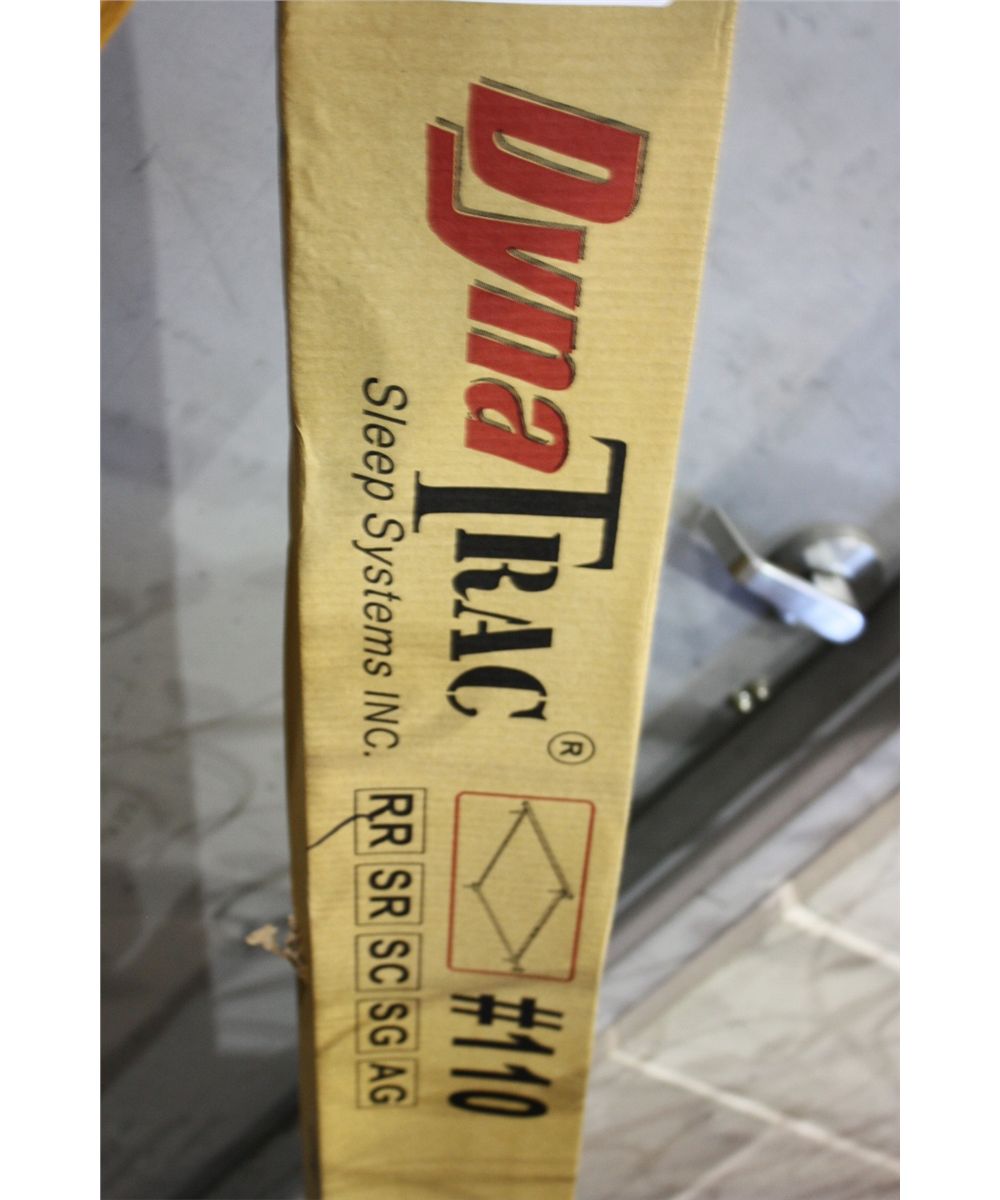 DynaTRAC®
Sleep Systems INC.
#110
RR SR SC SG AG